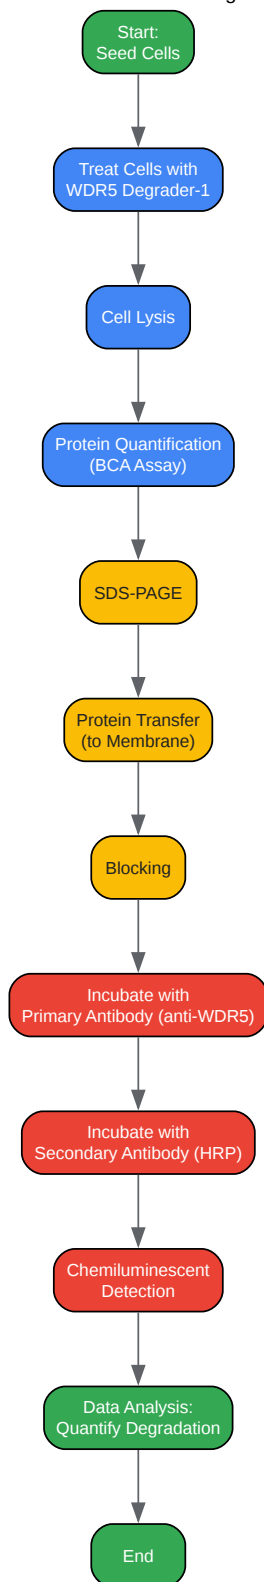 Start:
Seed Cells
Treat Cells with
WDR5 Degrader-1
Cell Lysis
Protein Quantification
(BCA Assay)
SDS-PAGE
Protein Transfer
(to Membrane)
Blocking
Incubate with
Primary Antibody (anti-WDR5)
Incubate with
Secondary Antibody (HRP)
Chemiluminescent
Detection
Data Analysis:
Quantify Degradation
End